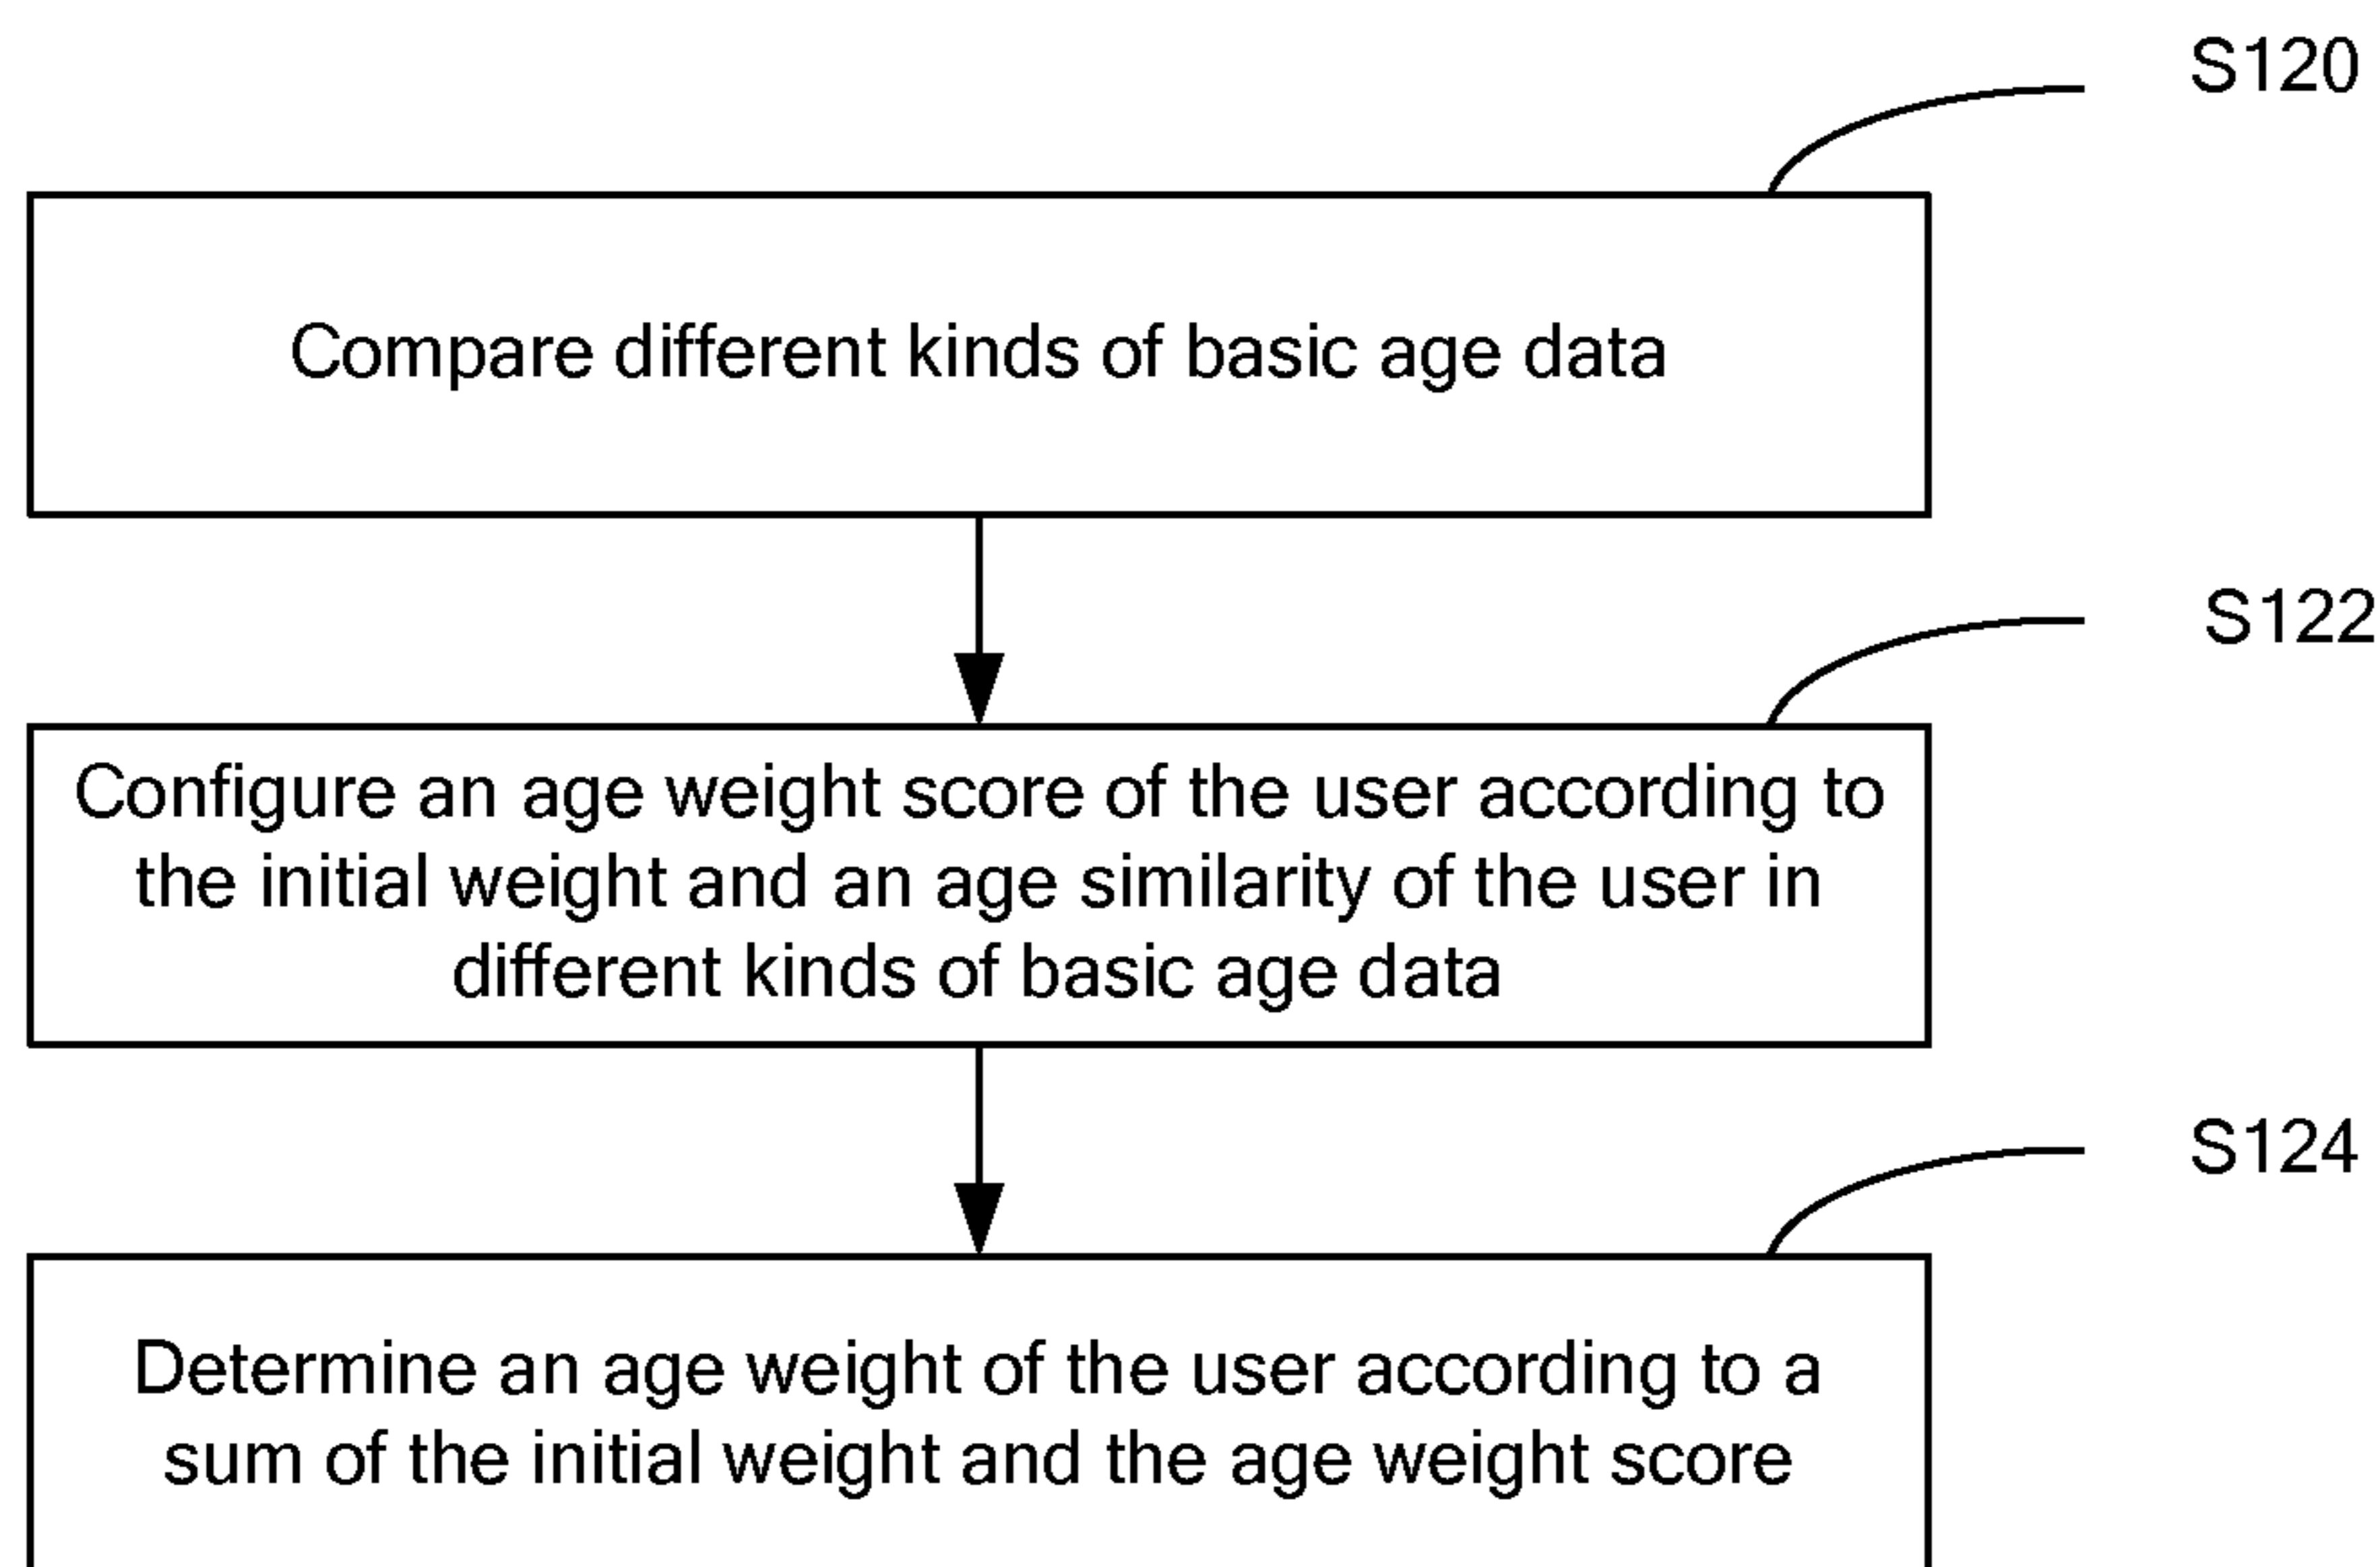 S120
Compare different kinds of basic age data
S122
Configure an age weight score of the user according to
the initial weight and an age similarity of the user in
different kinds of basic age data
S124
Determine an age weight of the user according to a
sum of the initial weight and the age weight score